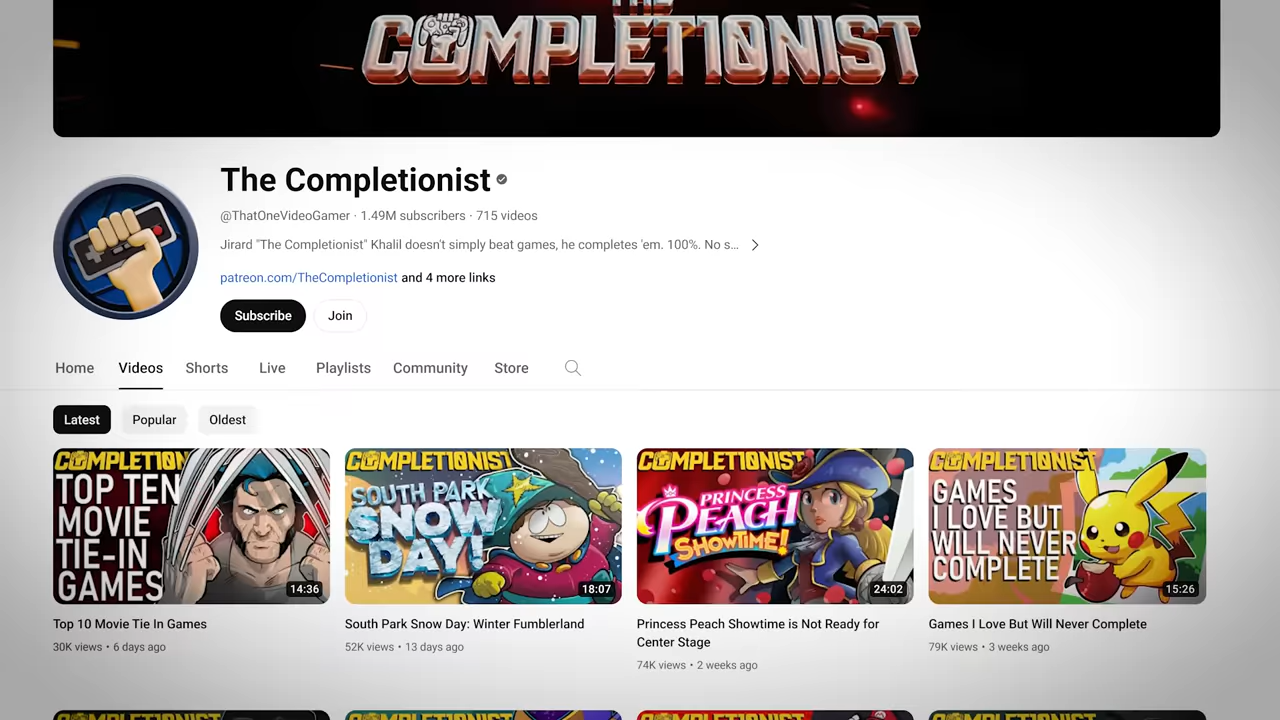 THE
COMPLETIONIST
The Completionist
@ThatOneVideoGamer · 1.49M subscribers · 715 videos
Jirard "The Completionist" Khalil doesn't simply beat games, he completes 'em. 100%. No s...
patreon.com/TheCompletionist and 4 more links
Subscribe Join
Home Videos Shorts Live Playlists Community Store
Latest Popular Oldest
COMPLETION
TOP TEN
MOVIE
TIE-IN
GAMES
14:36
Top 10 Movie Tie In Games
30K views • 6 days ago
COMPLETIONIST
SOUTH PARK
SNOW
DAY!
18:07
South Park Snow Day: Winter Fumblerland
52K views • 13 days ago
COMPLETIONIST
PRINCESS
PEACH
SHOWTIME!
24:02
Princess Peach Showtime is Not Ready for
Center Stage
74K views • 2 weeks ago
COMPLETIONIST
GAMES
I LOVE BUT
WILL NEVER
COMPLETE
15:26
Games I Love But Will Never Complete
79K views • 3 weeks ago
COMPLETIONIST
COMPLETIONIST
COMPLETIONIST
COMPLETIONIST